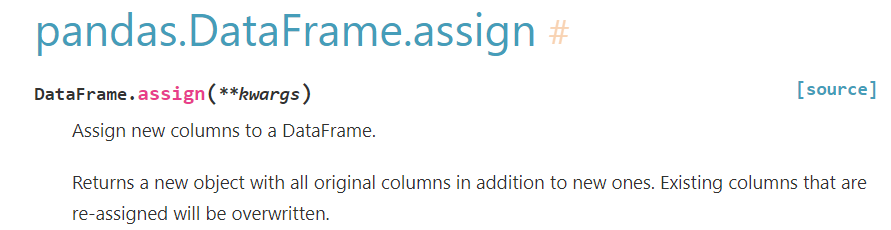 pandas.DataFrame.assign #
DataFrame.assign(**kwargs) [source]
Assign new columns to a DataFrame.
Returns a new object with all original columns in addition to new ones. Existing columns that are
re-assigned will be overwritten.